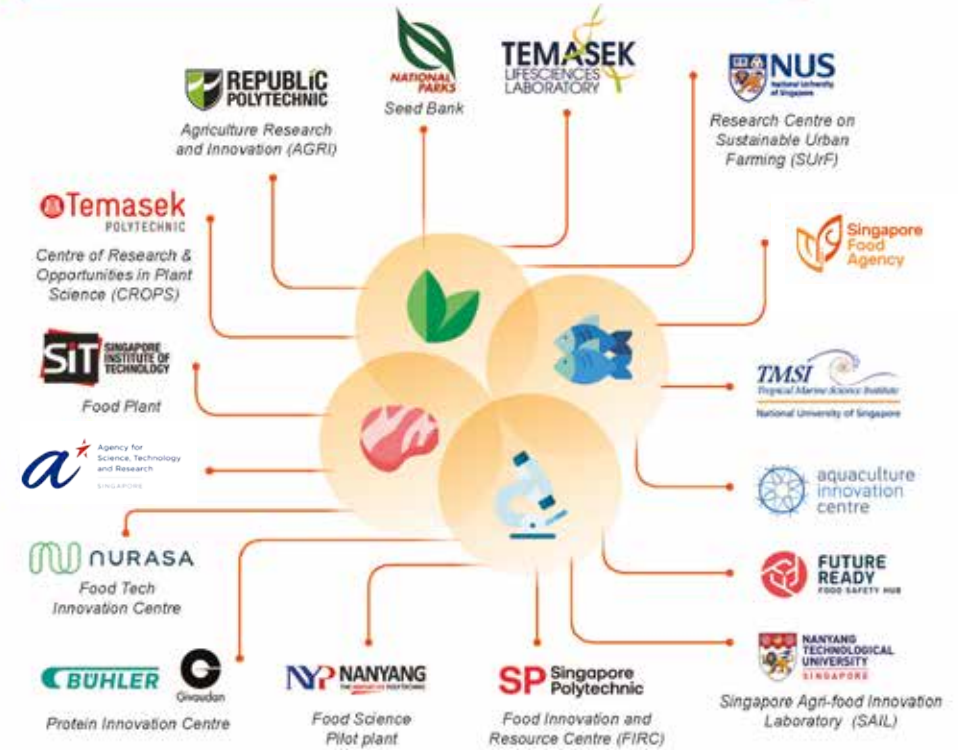 REPUBLIC
POLYTECHNIC
Agriculture Research
and Innovation (AGRI)
NATIONAL
PARKS
Seed Bank
TEMASEK
LIFESCIENCES
LABORATORY
NUS
National University
of Singapore
Research Centre on
Sustainable Urban
Farming (SUrF)
Temasek
POLYTECHNIC
Centre of Research &
Opportunities in Plant
Science (CROPS)
Singapore
Food
Agency
SiT
SINGAPORE
INSTITUTE OF
TECHNOLOGY
Food Plant
TMSI
Tropical Marine Science Institute
National University of Singapore
a
Agency for
Science, Technology
and Research
SINGAPORE
aquaculture
innovation
centre
nurasa
Food Tech
Innovation Centre
FUTURE
READY
FOOD SAFETY HUB
BÜHLER
Givaudan
Protein Innovation Centre
NYP NANYANG
POLYTECHNIC
Food Science
Pilot plant
SP Singapore
Polytechnic
Food Innovation and
Resource Centre (FIRC)
NANYANG
TECHNOLOGICAL
UNIVERSITY
SINGAPORE
Singapore Agri-food Innovation
Laboratory (SAIL)